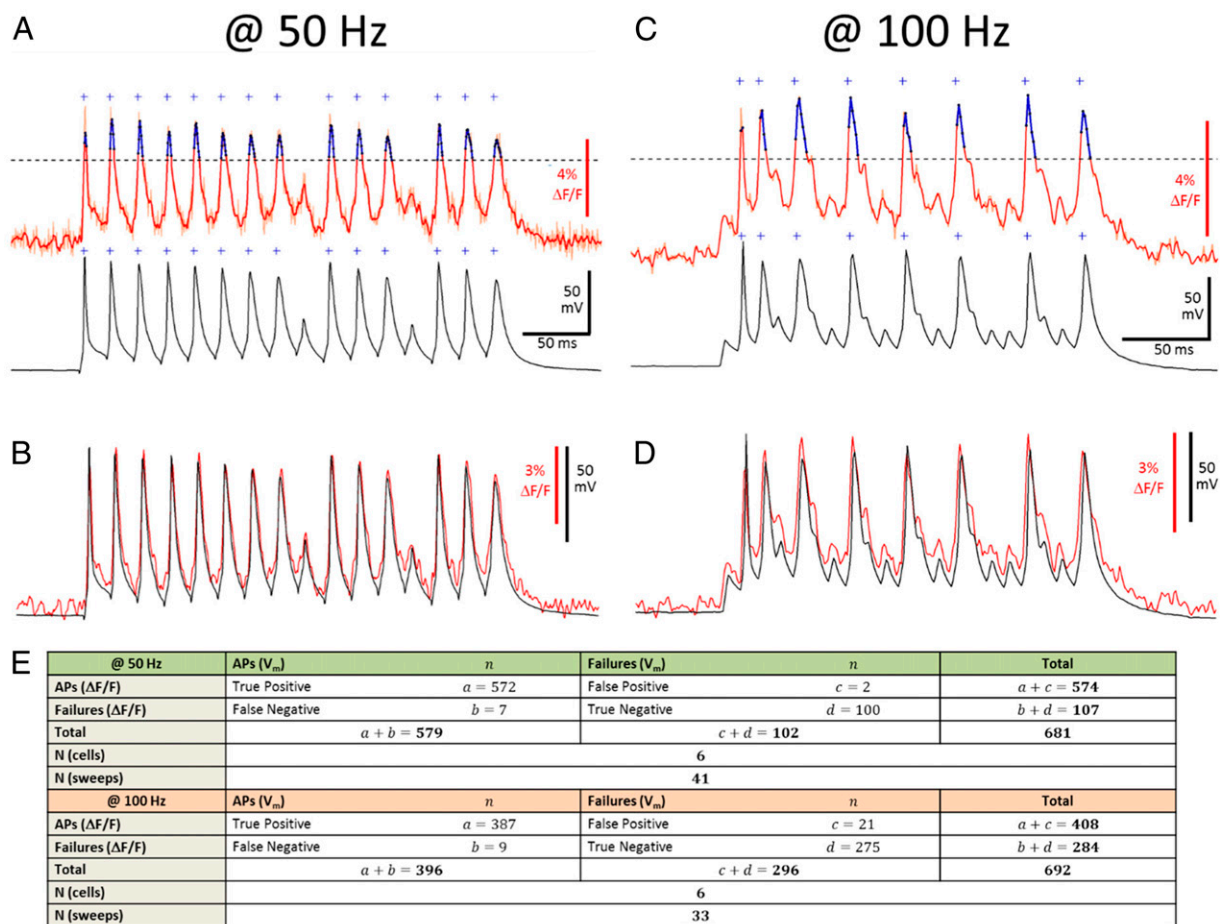 A
@ 50 Hz
C
@ 100 Hz
+ + + + + + + + + + + + + +
+ + + + + + + +
4%
ΔF/F
4%
ΔF/F
+ + + + + + + + + + + + + +
+ + + + + + + +
50
mV
50 ms
50
mV
50 ms
B
3%
ΔF/F
50
mV
D
3%
ΔF/F
50
mV
E
@ 50 Hz APs (Vm) n Failures (Vm) n Total
APs (ΔF/F) True Positive a = 572 False Positive c = 2 a + c = 574
Failures (ΔF/F) False Negative b = 7 True Negative d = 100 b + d = 107
Total a + b = 579 c + d = 102 681
N (cells) 6
N (sweeps) 41
@ 100 Hz APs (Vm) n Failures (Vm) n Total
APs (ΔF/F) True Positive a = 387 False Positive c = 21 a + c = 408
Failures (ΔF/F) False Negative b = 9 True Negative d = 275 b + d = 284
Total a + b = 396 c + d = 296 692
N (cells) 6
N (sweeps) 33